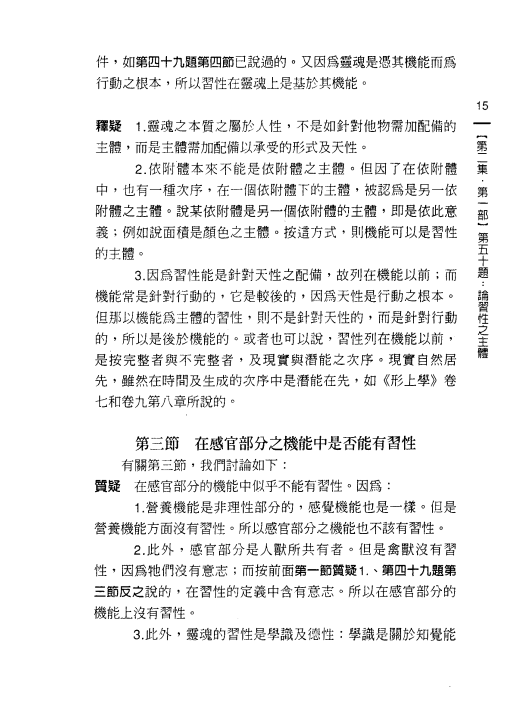 件，如第四十九題第四節已說過的。又因爲靈魂是憑其機能而爲
行動之根本，所以習性在靈魂上是基於其機能。
釋疑　1.靈魂之本質之屬於人性，不是如針對他物需加配備的
主體，而是主體需加配備以承受的形式及天性。
2.依附體本來不能是依附體之主體。但因了在依附體
中，也有一種次序，在一個依附體下的主體，被認爲是另一依
附體之主體。說某依附體是另一個依附體的主體，即是依此意
義；例如說面積是顏色之主體。按這方式，則機能可以是習性
的主體。
3.因爲習性能是針對天性之配備，故列在機能以前；而
機能常是針對行動的，它是較後的，因爲天性是行動之根本。
但那以機能爲主體的習性，則不是針對天性的，而是針對行動
的，所以是後於機能的。或者也可以說，習性列在機能以前，
是按完整者與不完整者，及現實與潛能之次序。現實自然居
先，雖然在時間及生成的次序中是潛能在先，如《形上學》卷
七和卷九第八章所說的。
第三節　在感官部分之機能中是否能有習性
有關第三節，我們討論如下：
質疑　在感官部分的機能中似乎不能有習性。因爲：
1.營養機能是非理性部分的，感覺機能也是一樣。但是
營養機能方面沒有習性。所以感官部分之機能也不該有習性。
2.此外，感官部分是人獸所共有者。但是禽獸沒有習
性，因爲牠們沒有意志；而按前面第一節質疑1.、第四十九題第
三節反之說的，在習性的定義中含有意志。所以在感官部分的
機能上沒有習性。
3.此外，靈魂的習性是學識及德性：學識是關於知覺能
15
【第二集．第一部】第五十題：論習性之主體